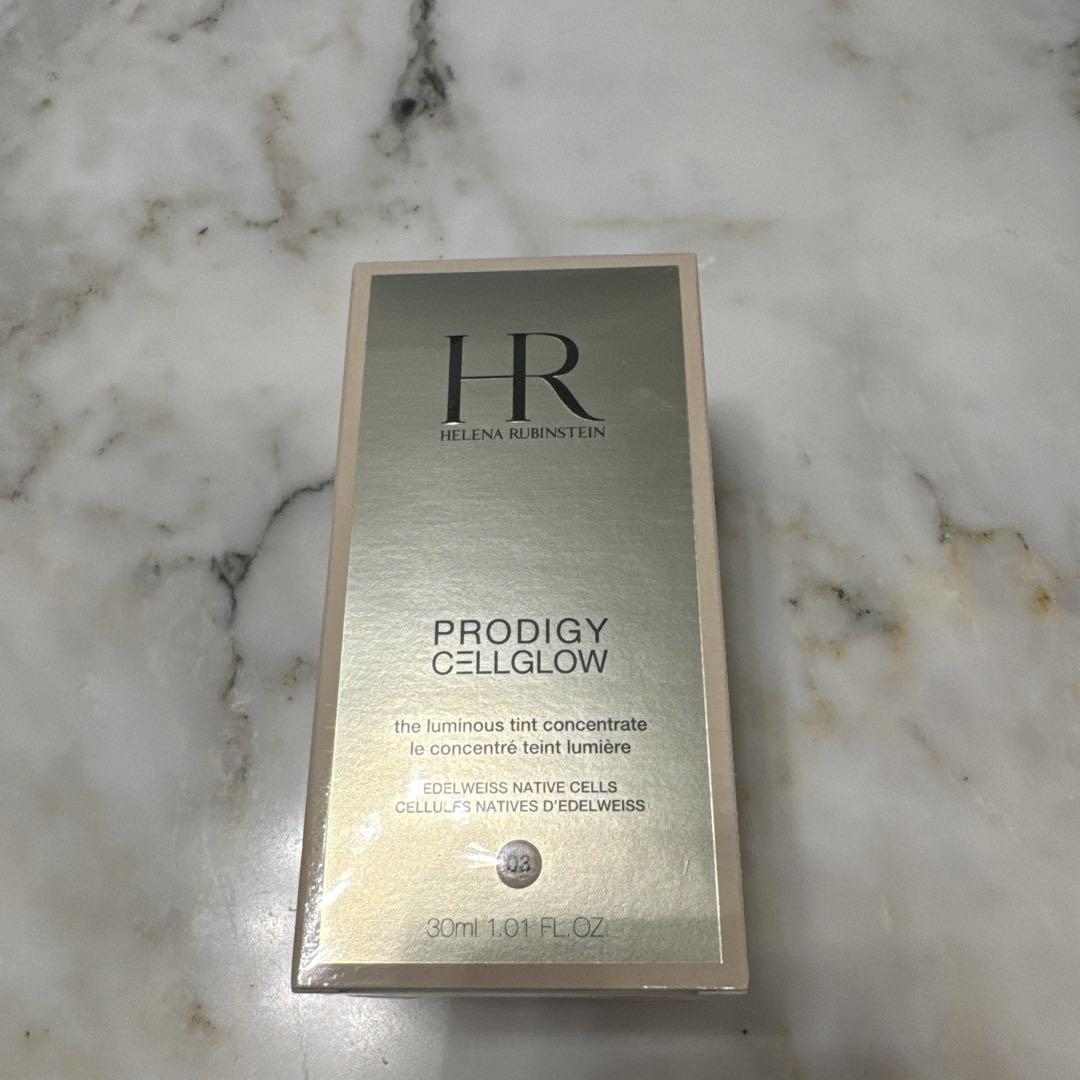 HR
HELENA RUBINSTEIN
PRODIGY
CELLGLOW
the luminous tint concentrate
le concentré teint lumière
EDELWEISS NATIVE CELLS
CELLULES NATIVES D'EDELWEISS
03
30ml 1.01 FL.OZ.